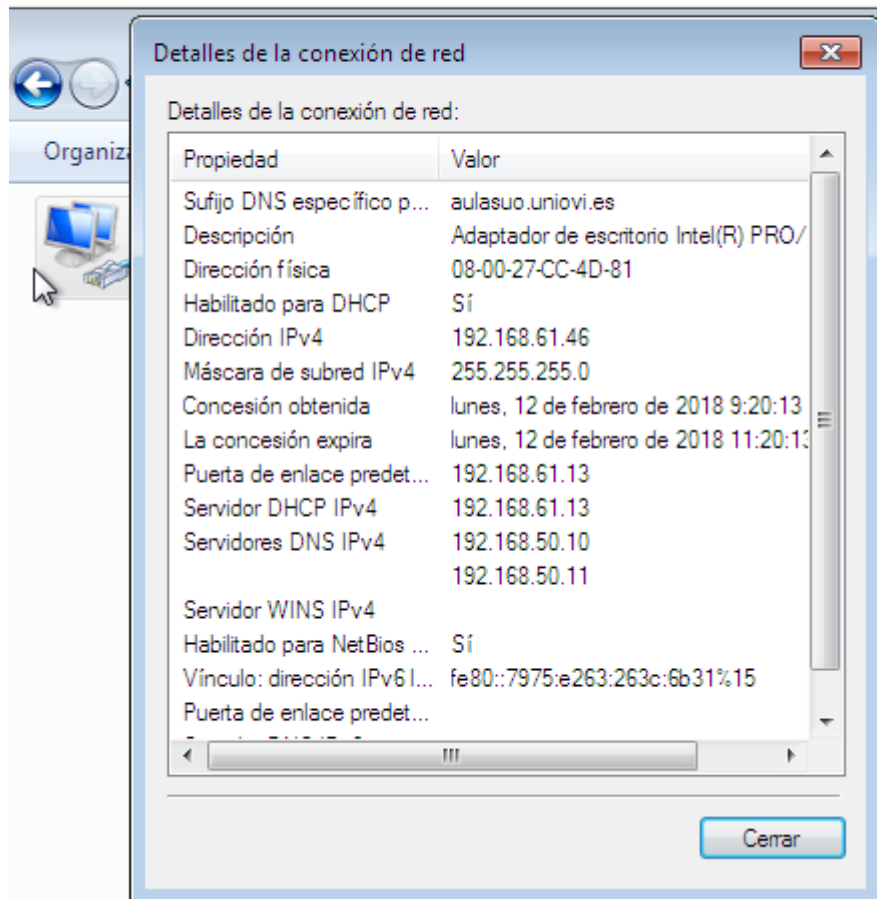 Detalles de la conexión de red
Organiza
Detalles de la conexión de red:
Propiedad Valor
Sufijo DNS específico p... aulasuo.uniovi.es
Descripción Adaptador de escritorio Intel(R) PRO/
Dirección física 08-00-27-CC-4D-81
Habilitado para DHCP Sí
Dirección IPv4 192.168.61.46
Máscara de subred IPv4 255.255.255.0
Concesión obtenida lunes, 12 de febrero de 2018 9:20:13
La concesión expira lunes, 12 de febrero de 2018 11:20:13
Puerta de enlace predet... 192.168.61.13
Servidor DHCP IPv4 192.168.61.13
Servidores DNS IPv4 192.168.50.10
192.168.50.11
Servidor WINS IPv4
Habilitado para NetBios ... Sí
Vínculo: dirección IPv6 l... fe80::7975:e263:263c:6b31%15
Puerta de enlace predet...
Cerrar